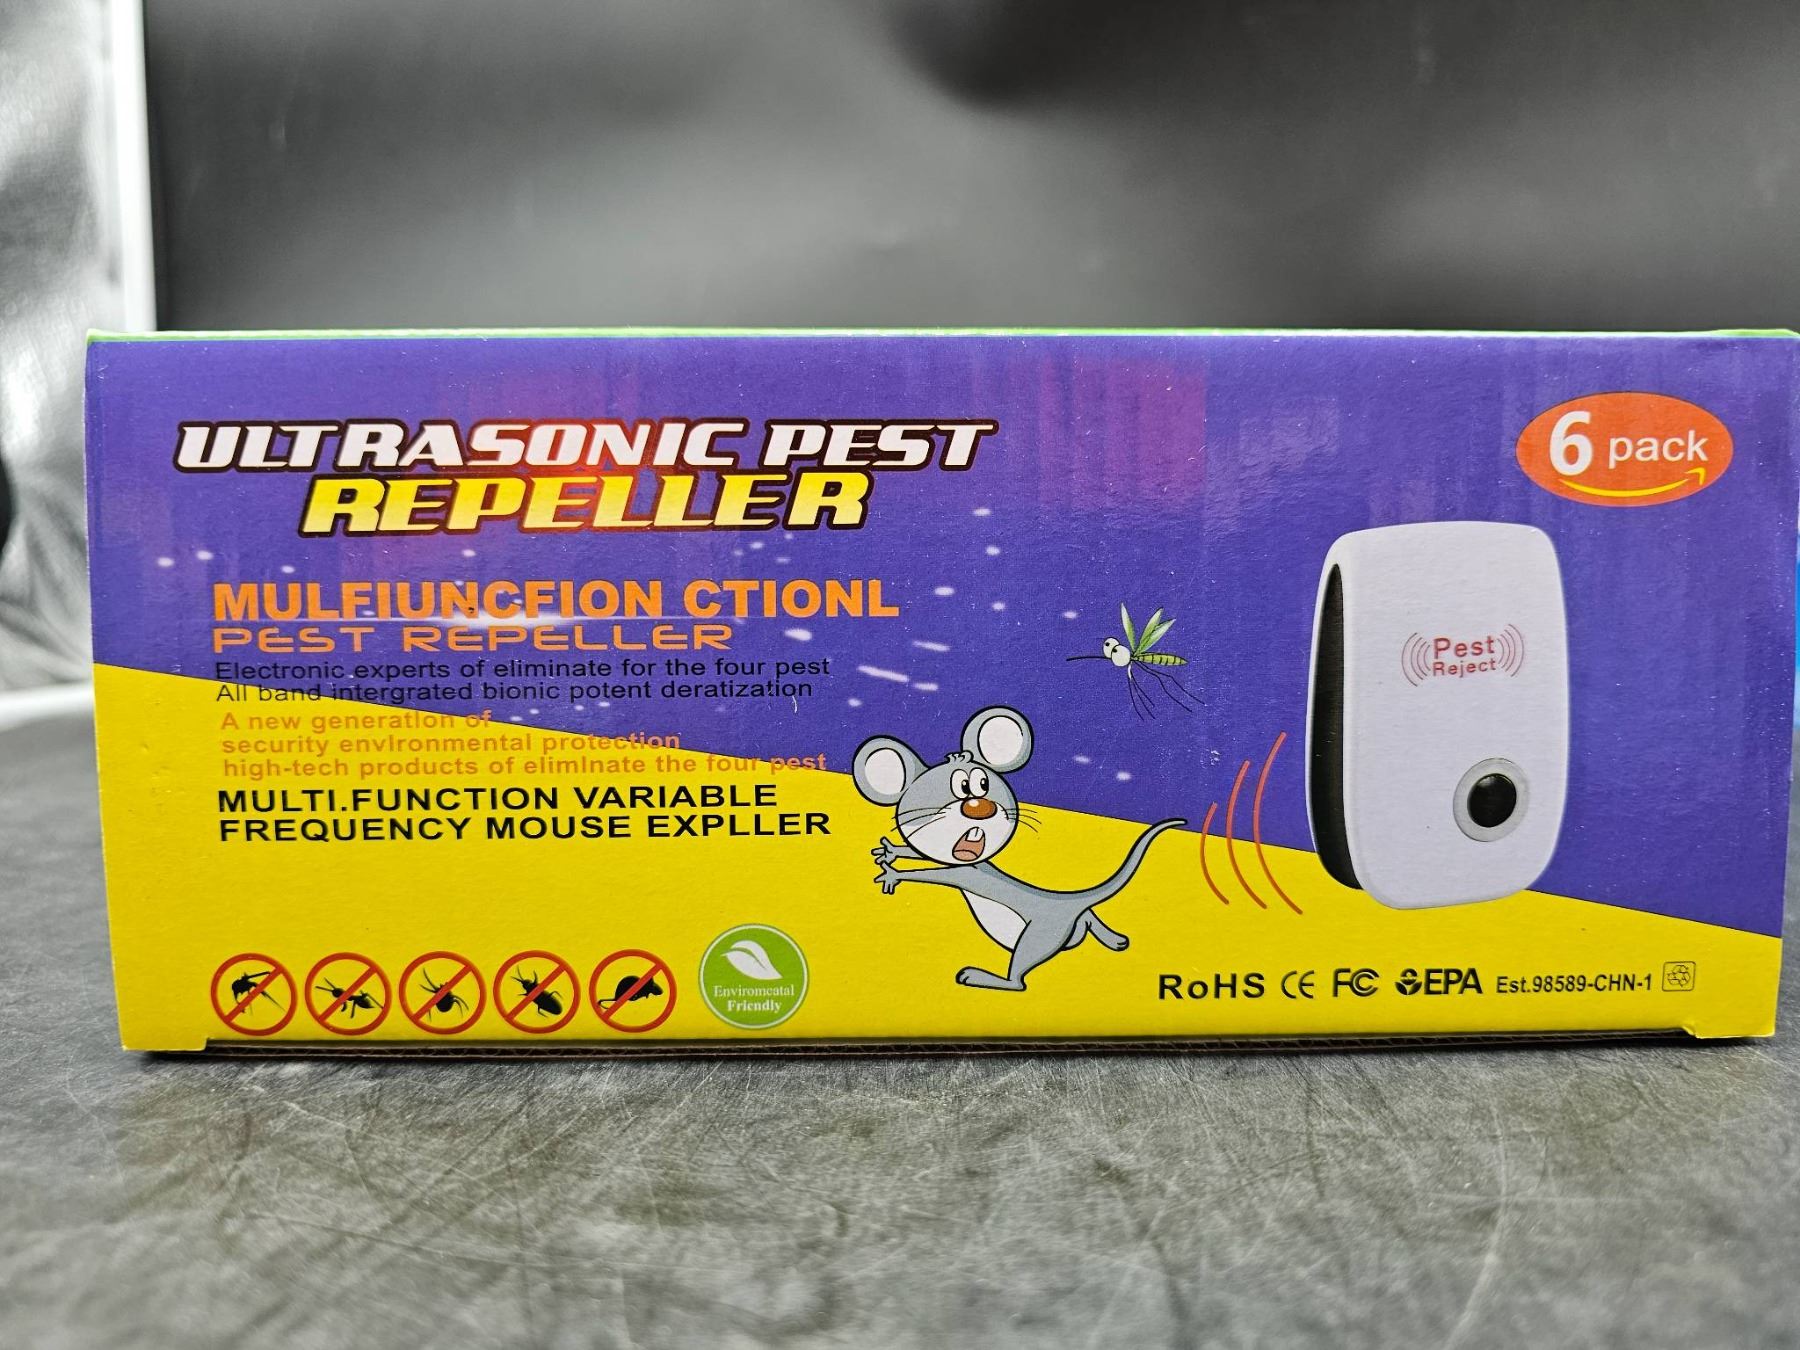 ULTRASONIC PEST
REPELLER
6 pack
MULFIUNCFION CTIONL
PEST REPELLER
Electronic experts of eliminate for the four pest
All band intergrated bionic potent deratization
A new generatIon of
security envIronmental protection
high-tech products of elimInate the four pest
MULTI.FUNCTION VARIABLE
FREQUENCY MOUSE EXPLLER
Pest
Reject
Enviromcatal
Friendly
RoHS CE FC EPA Est.98589-CHN-1